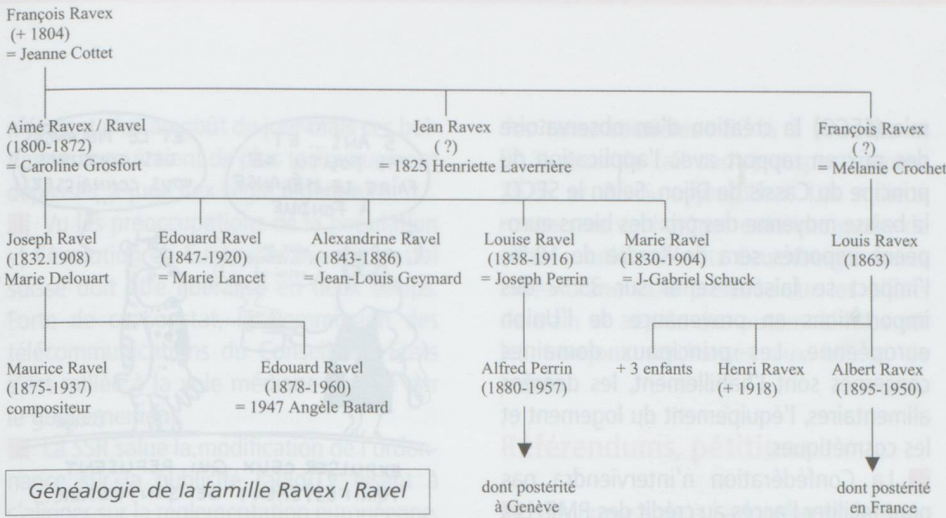 François Ravex
(+ 1804)
= Jeanne Cottet
Aimé Ravex / Ravel
(1800-1872)
= Caroline Grosfort
Jean Ravex
( ?)
= 1825 Henriette Laverrière
François Ravex
( ?)
= Mélanie Crochet
Joseph Ravel
(1832.1908)
Marie Delouart
Edouard Ravel
(1847-1920)
= Marie Lancet
Alexandrine Ravel
(1843-1886)
= Jean-Louis Geymard
Louise Ravel
(1838-1916)
= Joseph Perrin
Marie Ravel
(1830-1904)
= J-Gabriel Schuck
Louis Ravex
(1863)
Maurice Ravel
(1875-1937)
compositeur
Edouard Ravel
(1878-1960)
= 1947 Angèle Batard
Alfred Perrin
(1880-1957)
+ 3 enfants
Henri Ravex
(+ 1918)
Albert Ravex
(1895-1950)
dont postérité
à Genève
dont postérité
en France
Généalogie de la famille Ravex / Ravel